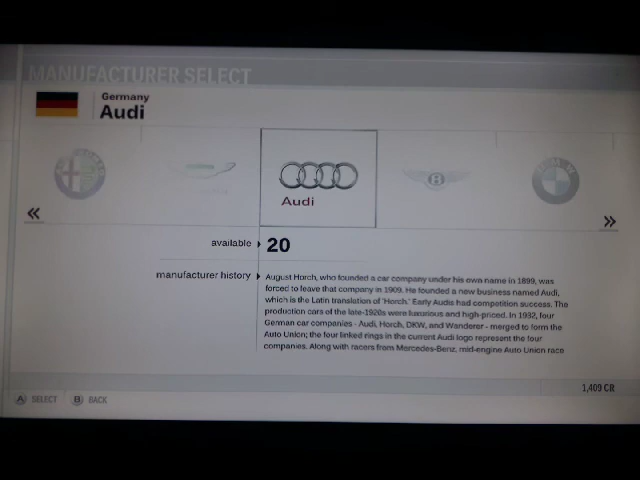 MANUFACTURER SELECT
Germany
Audi
Audi
available 20
manufacturer history
August Horch, who founded a car company under his own name in 1899, was
forced to leave that company in 1909. He founded a new business named Audi,
which is the Latin translation of 'Horch.' Early Audis had competition success. The
production cars of the late-1920s were luxurious and high-priced. In 1932, four
German car companies - Audi, Horch, DKW, and Wanderer - merged to form the
Auto Union; the four linked rings in the current Audi logo represent the four
companies. Along with racers from Mercedes-Benz, mid-engine Auto Union race
1,409 CR
A SELECT B BACK